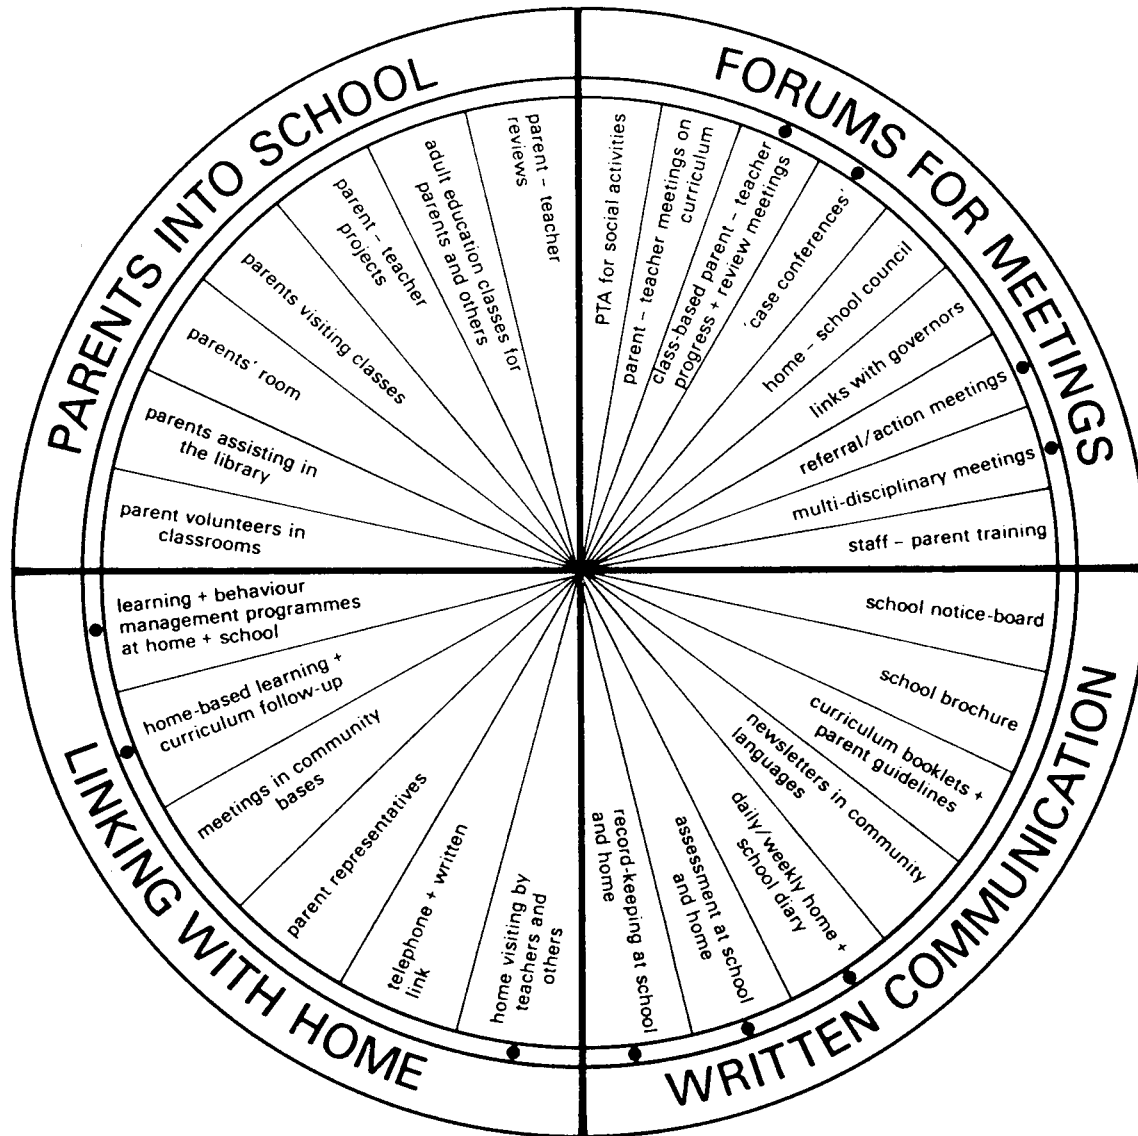 PARENTS INTO SCHOOL
parent – teacher
reviews
adult education classes for
parents and others
parent – teacher
projects
parents visiting classes
parents' room
parents assisting in
the library
parent volunteers in
classrooms
FORUMS FOR MEETINGS
PTA for social activities
parent – teacher meetings on
curriculum
class-based parent – teacher
progress + review meetings
'case conferences'
home – school council
links with governors
referral/action meetings
multi-disciplinary meetings
staff – parent training
WRITTEN COMMUNICATION
school notice-board
school brochure
curriculum booklets +
parent guidelines
newsletters in community
languages
daily/weekly home +
school diary
assessment at school
and home
record-keeping at school
and home
LINKING WITH HOME
learning + behaviour
management programmes
at home + school
home-based learning +
curriculum follow-up
meetings in community
bases
parent representatives
telephone + written
link
home visiting by
teachers and
others